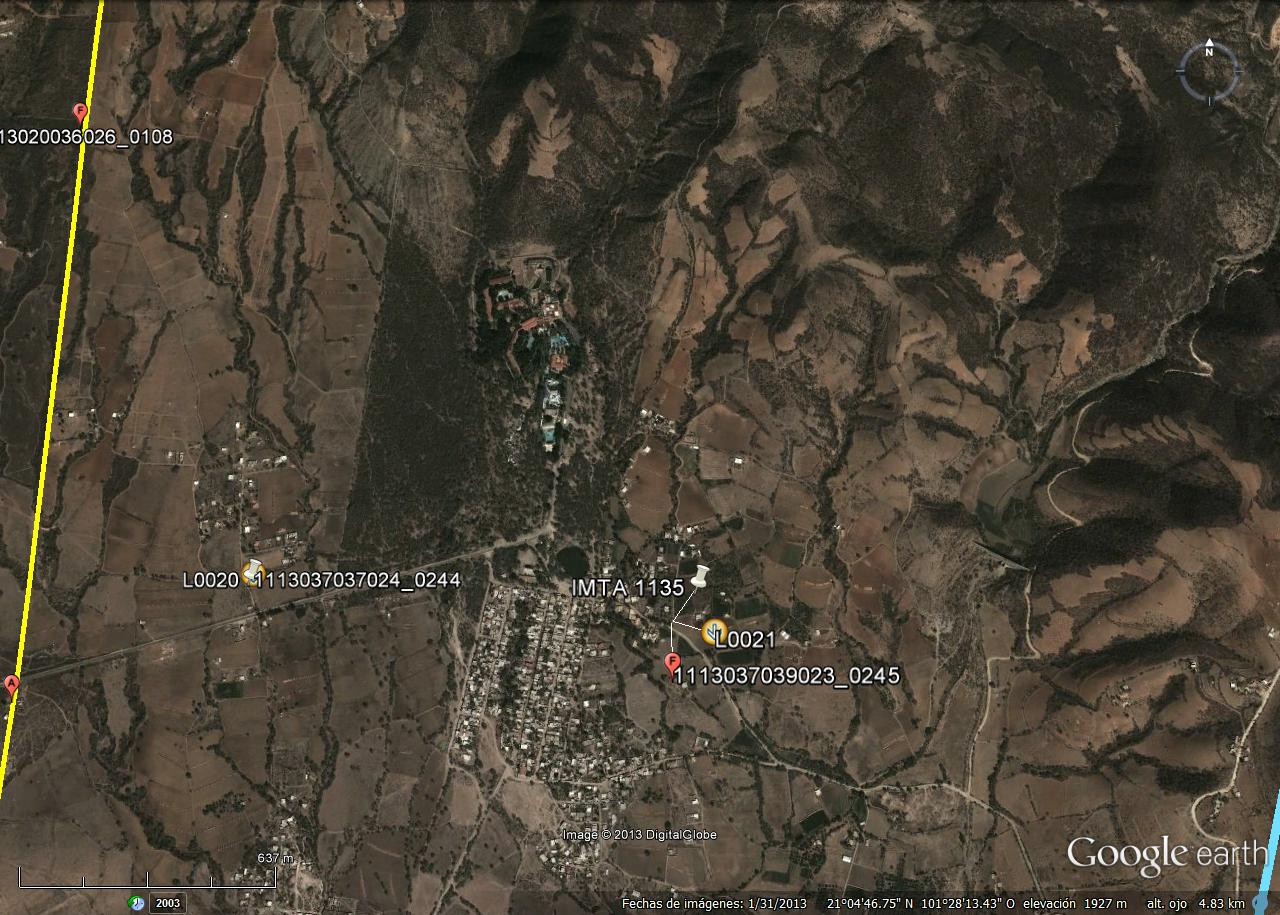 N
F
13020036026_0108
L0020
1113037037024_0244
IMTA 1135
L0021
F
1113037039023_0245
A
Image © 2013 DigitalGlobe
637 m
Google earth
2003
Fechas de imágenes: 1/31/2013 21°04'46.75" N 101°28'13.43" O elevación 1927 m alt. ojo 4.83 km